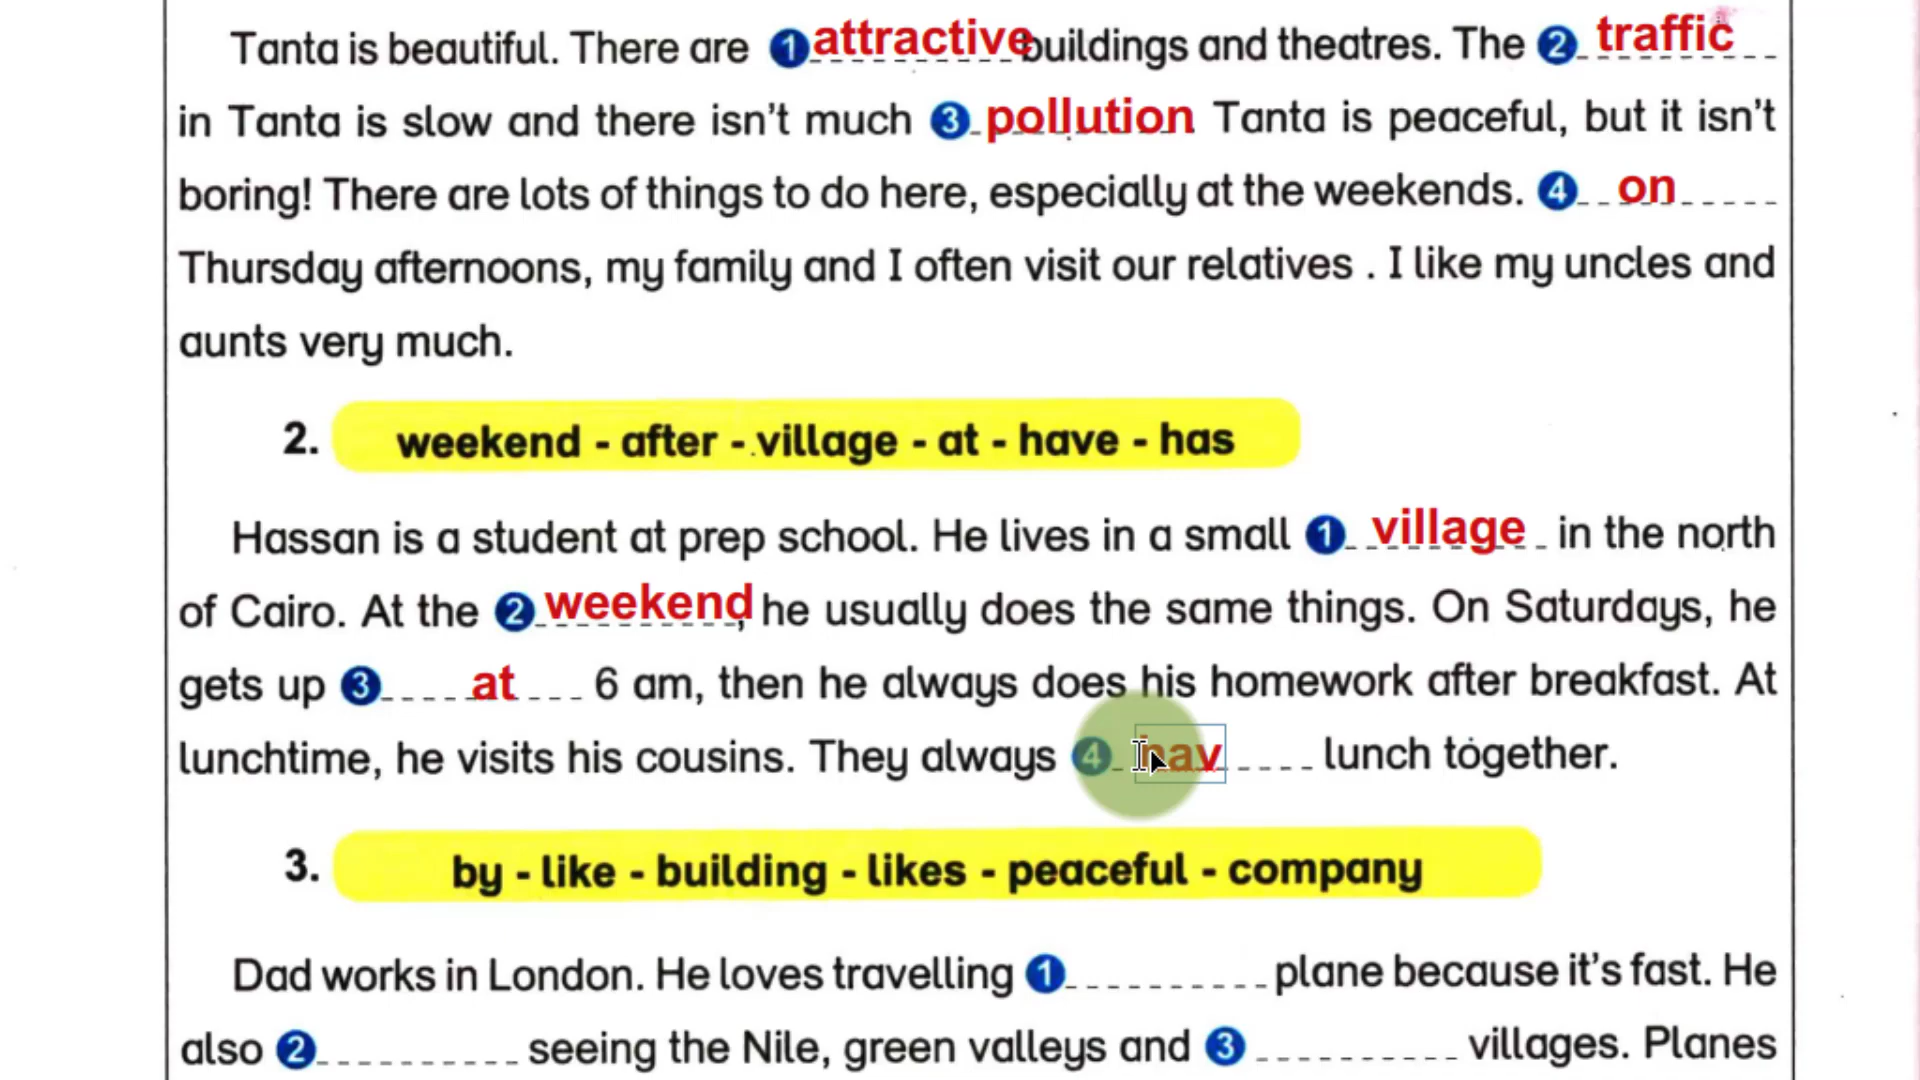 Tanta is beautiful. There are 1 attractive buildings and theatres. The 2 traffic
in Tanta is slow and there isn't much 3 pollution Tanta is peaceful, but it isn't
boring! There are lots of things to do here, especially at the weekends. 4 on
Thursday afternoons, my family and I often visit our relatives . I like my uncles and
aunts very much.
2. weekend - after - village - at - have - has
Hassan is a student at prep school. He lives in a small 1 village in the north
of Cairo. At the 2 weekend, he usually does the same things. On Saturdays, he
gets up 3 at 6 am, then he always does his homework after breakfast. At
lunchtime, he visits his cousins. They always 4 hav lunch together.
3. by - like - building - likes - peaceful - company
Dad works in London. He loves travelling 1 plane because it's fast. He
also 2 seeing the Nile, green valleys and 3 villages. Planes